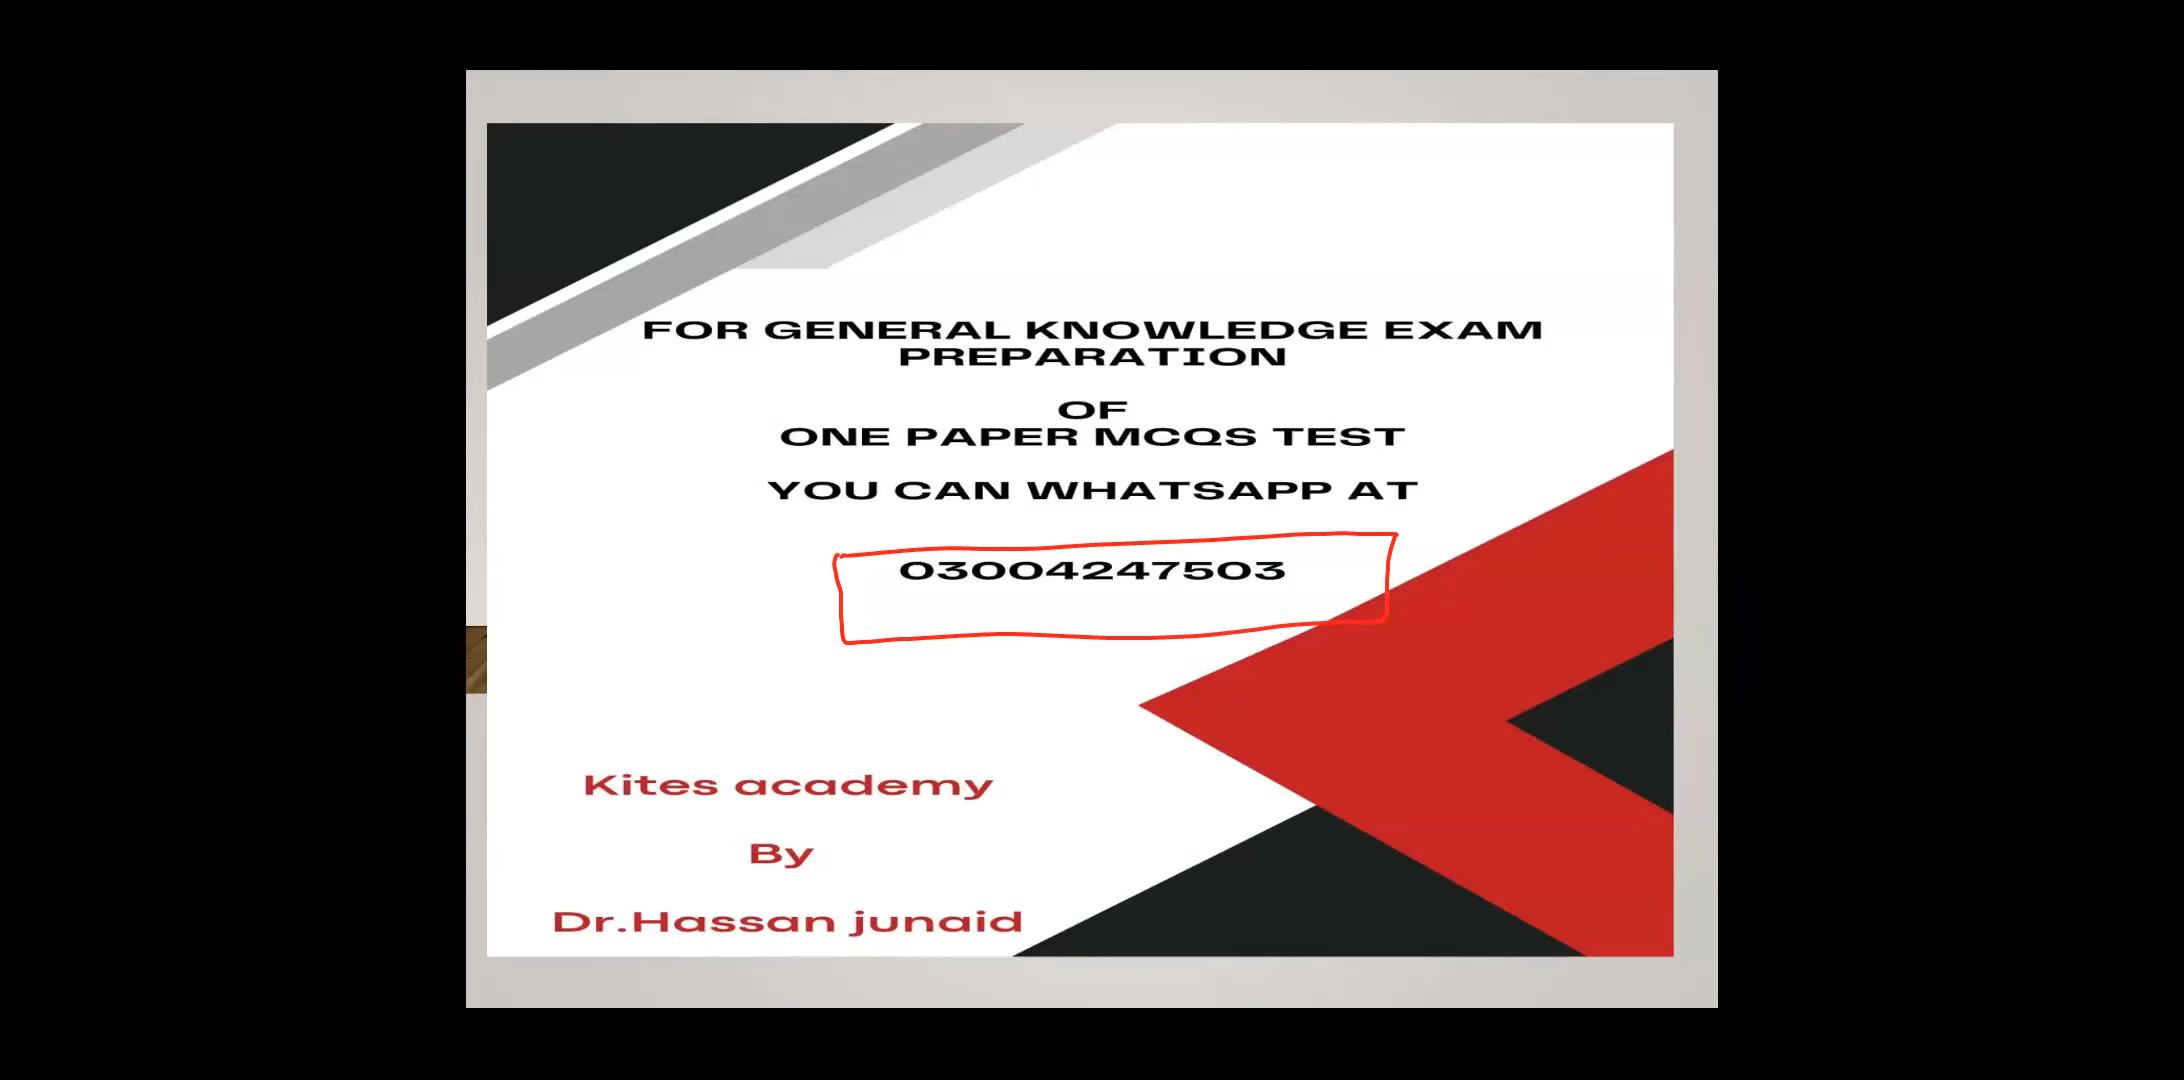 FOR GENERAL KNOWLEDGE EXAM
PREPARATION
OF
ONE PAPER MCQS TEST
YOU CAN WHATSAPP AT
03004247503
Kites academy
By
Dr.Hassan junaid